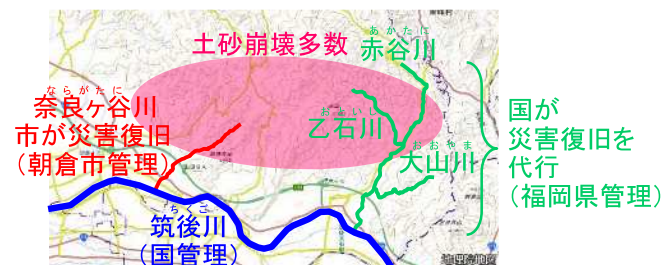 土砂崩壊多数
あかたに
赤谷川
ならがたに
奈良ヶ谷川
市が災害復旧
(朝倉市管理)
おおいし
乙石川
おおやま
大山川
国が
災害復旧を
代行
(福岡県管理)
ちくご
筑後川
(国管理)
地理院地図